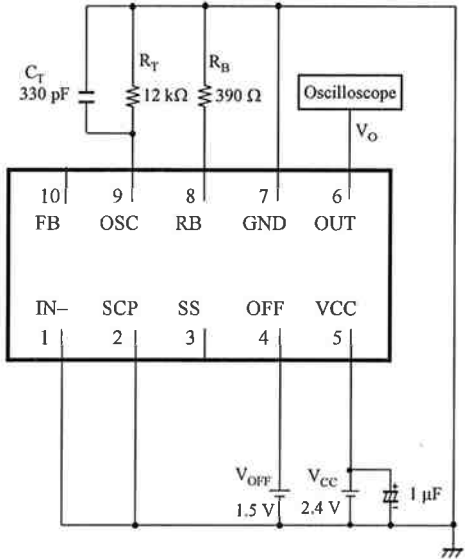 C_T
330 pF
R_T
12 kΩ
R_B
390 Ω
Oscilloscope
V_O
10 9 8 7 6
FB OSC RB GND OUT
IN– SCP SS OFF VCC
1 2 3 4 5
V_OFF
1.5 V
V_CC
2.4 V
+
1 μF
–